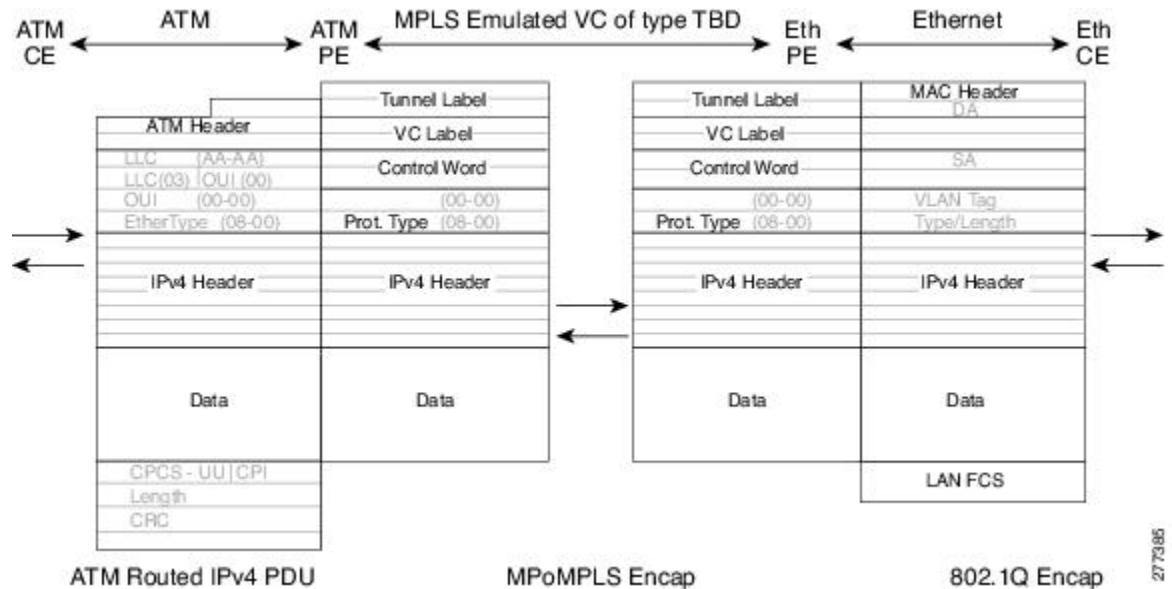 ATM CE
ATM
ATM PE
MPLS Emulated VC of type TBD
Eth PE
Ethernet
Eth CE
ATM Header
LLC (AA-AA)
LLC(03) OUI (00)
OUI (00-00)
EtherType (08-00)
IPv4 Header
Data
CPCS - UU CPI
Length
CRC
Tunnel Label
VC Label
Control Word
(00-00)
Prot. Type (08-00)
IPv4 Header
Data
Tunnel Label
VC Label
Control Word
(00-00)
Prot. Type (08-00)
IPv4 Header
Data
MAC Header
DA
SA
VLAN Tag
Type/Length
IPv4 Header
Data
LAN FCS
277385
ATM Routed IPv4 PDU
MPoMPLS Encap
802.1Q Encap